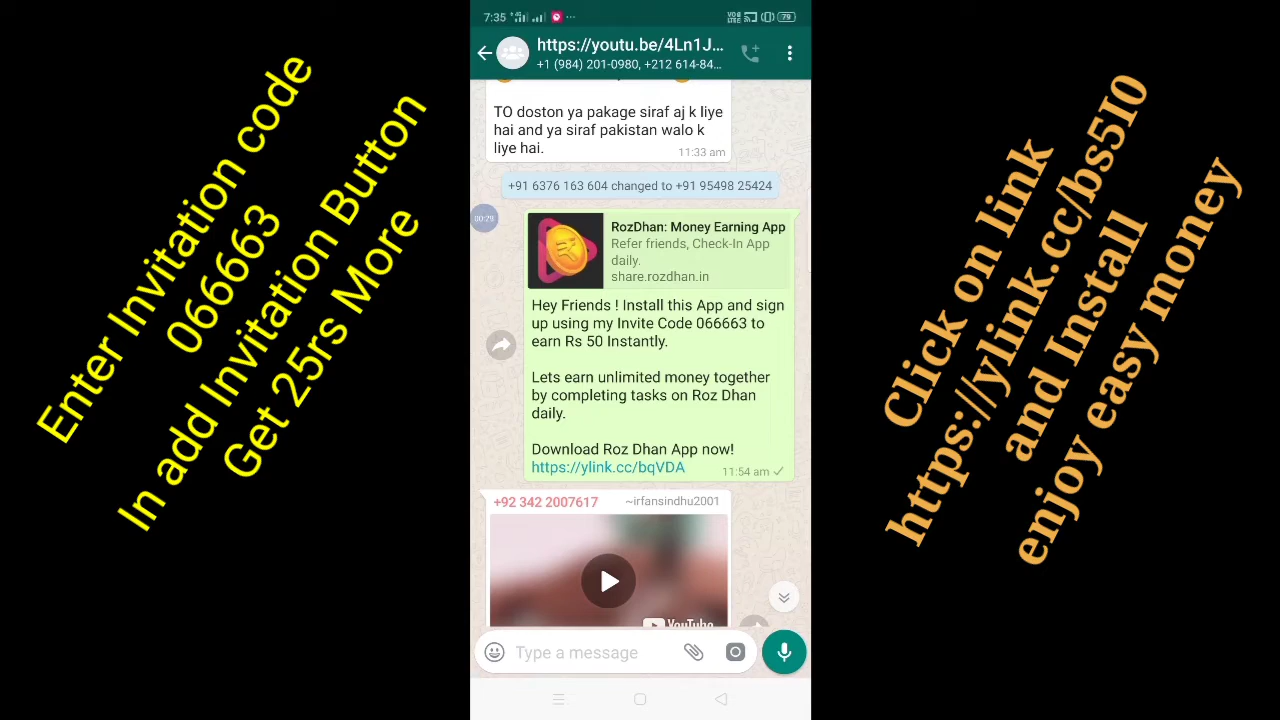 Enter Invitation code
066663
In add Invitation Button
Get 25rs More
7:35
4G
VoD
LTE
79
https://youtu.be/4Ln1J...
+1 (984) 201-0980, +212 614-84...
TO doston ya pakage siraf aj k liye
hai and ya siraf pakistan walo k
liye hai.
11:33 am
+91 6376 163 604 changed to +91 95498 25424
00:29
RozDhan: Money Earning App
Refer friends, Check-In App
daily.
share.rozdhan.in
Hey Friends ! Install this App and sign
up using my Invite Code 066663 to
earn Rs 50 Instantly.
Lets earn unlimited money together
by completing tasks on Roz Dhan
daily.
Download Roz Dhan App now!
https://ylink.cc/bqVDA
11:54 am
+92 342 2007617
~irfansindhu2001
YouTube
Type a message
Click on link
https://ylink.cc/bs5I0
and Install
enjoy easy money